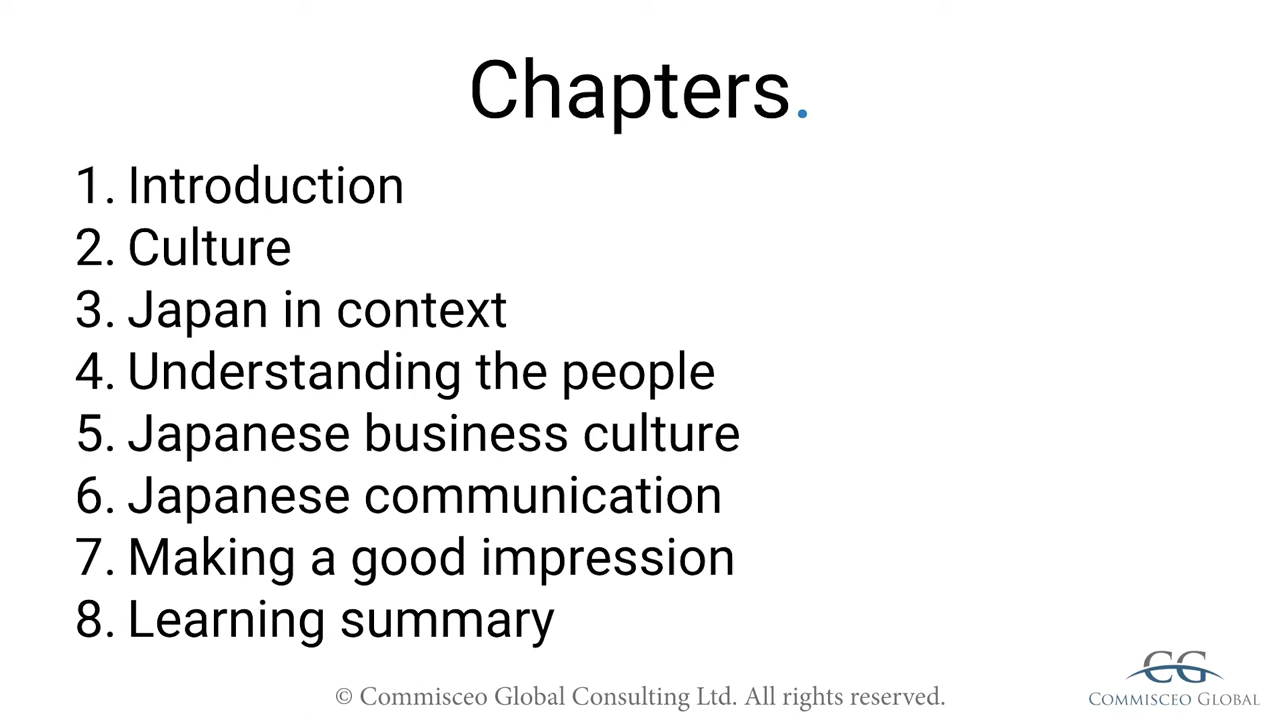 Chapters.
1. Introduction
2. Culture
3. Japan in context
4. Understanding the people
5. Japanese business culture
6. Japanese communication
7. Making a good impression
8. Learning summary
© Commisceo Global Consulting Ltd. All rights reserved.
CG
COMMISCEO GLOBAL